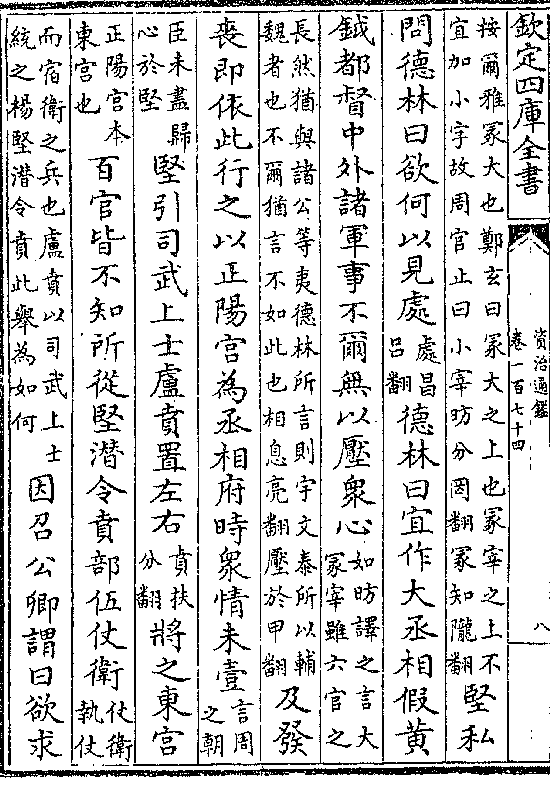 欽定四庫全書
資治通鑑
卷一百七十四
八
按爾雅冢大也鄭玄曰冢大之上也冢宰之上不
宜加小字故周官止曰小宰昉分罔翻冢知隴翻
堅私
問德林曰欲何以見處
處昌
呂翻
德林曰宜作大丞相假黃
鉞都督中外諸軍事不爾無以壓衆心
如昉譯之言大
冢宰雖六官之
長然猶與諸公等夷德林所言則宇文泰所以輔
魏者也不爾猶言不如此也相息亮翻壓於甲翻
及發
喪即依此行之以正陽宮為丞相府時衆情未壹
言周
之朝
臣未盡歸
心於堅
堅引司武上士盧賁置左右
賁扶
分翻
將之東宮
正陽宮本
東宮也
百官皆不知所從堅潛令賁部伍仗衛
仗衛
執仗
而宿衛之兵也盧賁以司武上士
統之楊堅潛令賁此舉為如何
因召公卿謂曰欲求